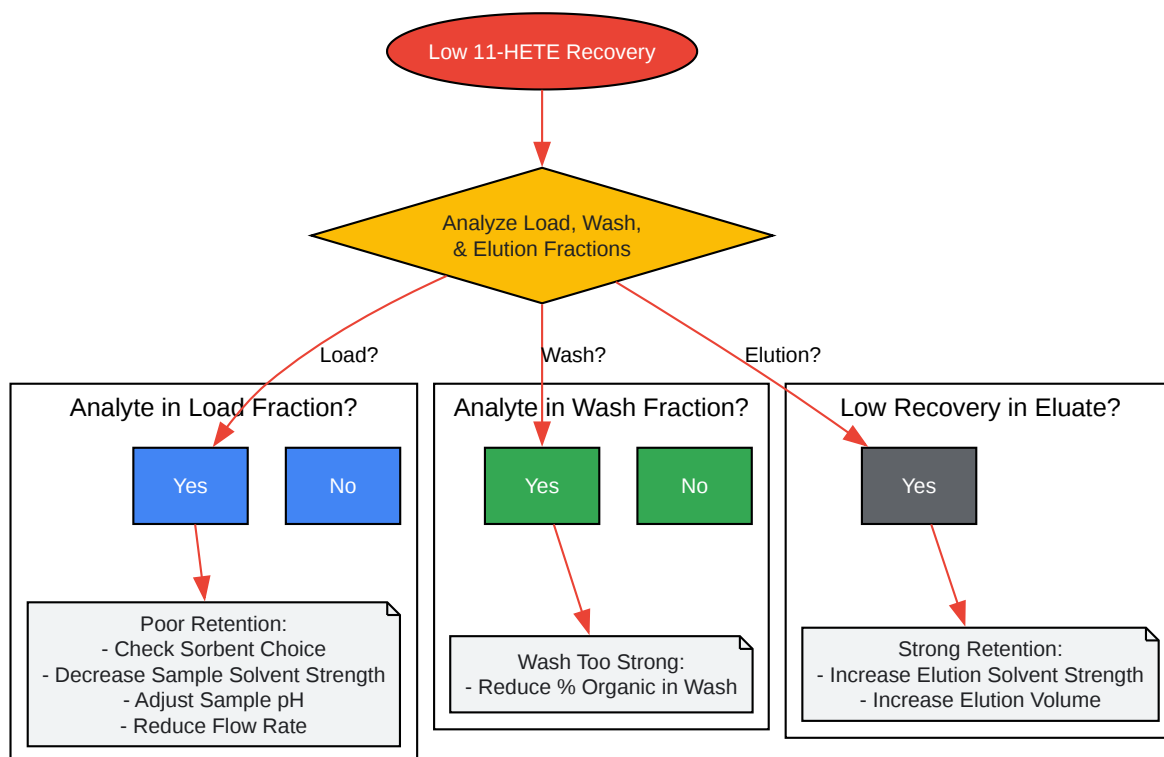 Low 11-HETE Recovery
Analyze Load, Wash,
& Elution Fractions
Load?
Wash?
Elution?
Analyte in Load Fraction?
Yes
No
Poor Retention:
- Check Sorbent Choice
- Decrease Sample Solvent Strength
- Adjust Sample pH
- Reduce Flow Rate
Analyte in Wash Fraction?
Yes
No
Wash Too Strong:
- Reduce % Organic in Wash
Low Recovery in Eluate?
Yes
Strong Retention:
- Increase Elution Solvent Strength
- Increase Elution Volume